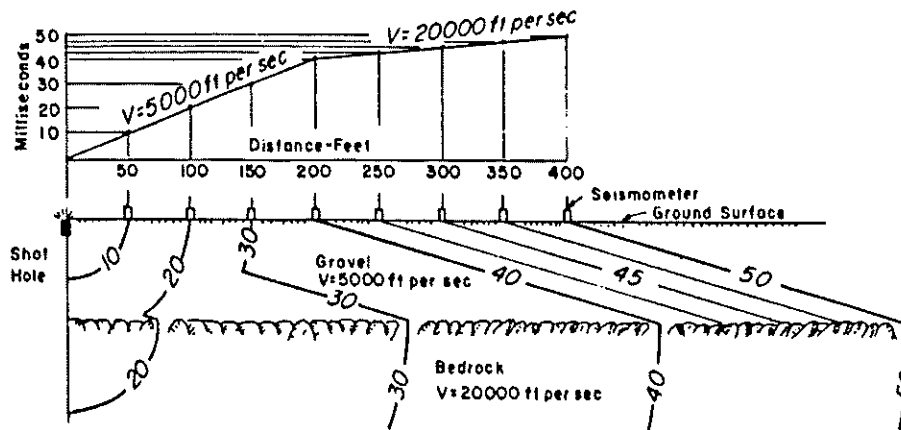 V=20000 ft per sec
V=5000 ft per sec
Milliseconds
50
40
30
20
10
Distance-Feet
50 100 150 200 250 300 350 400
Seismometer
Ground Surface
Shot
Hole
10
20
30
30
Gravel
V=5000 ft per sec
40
45
50
20
30
Bedrock
V=20000 ft per sec
40